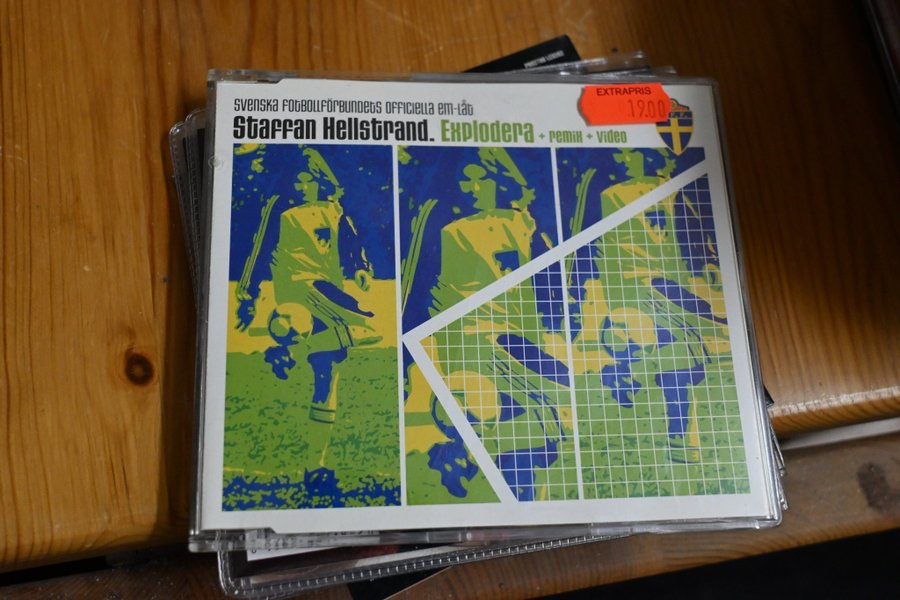 SVENSKA FOTBOLLFÖRBUNDETS OFFICIELLA EM-LÅT
Staffan Hellstrand. Explodera + remix + video
EXTRAPRIS
19.00